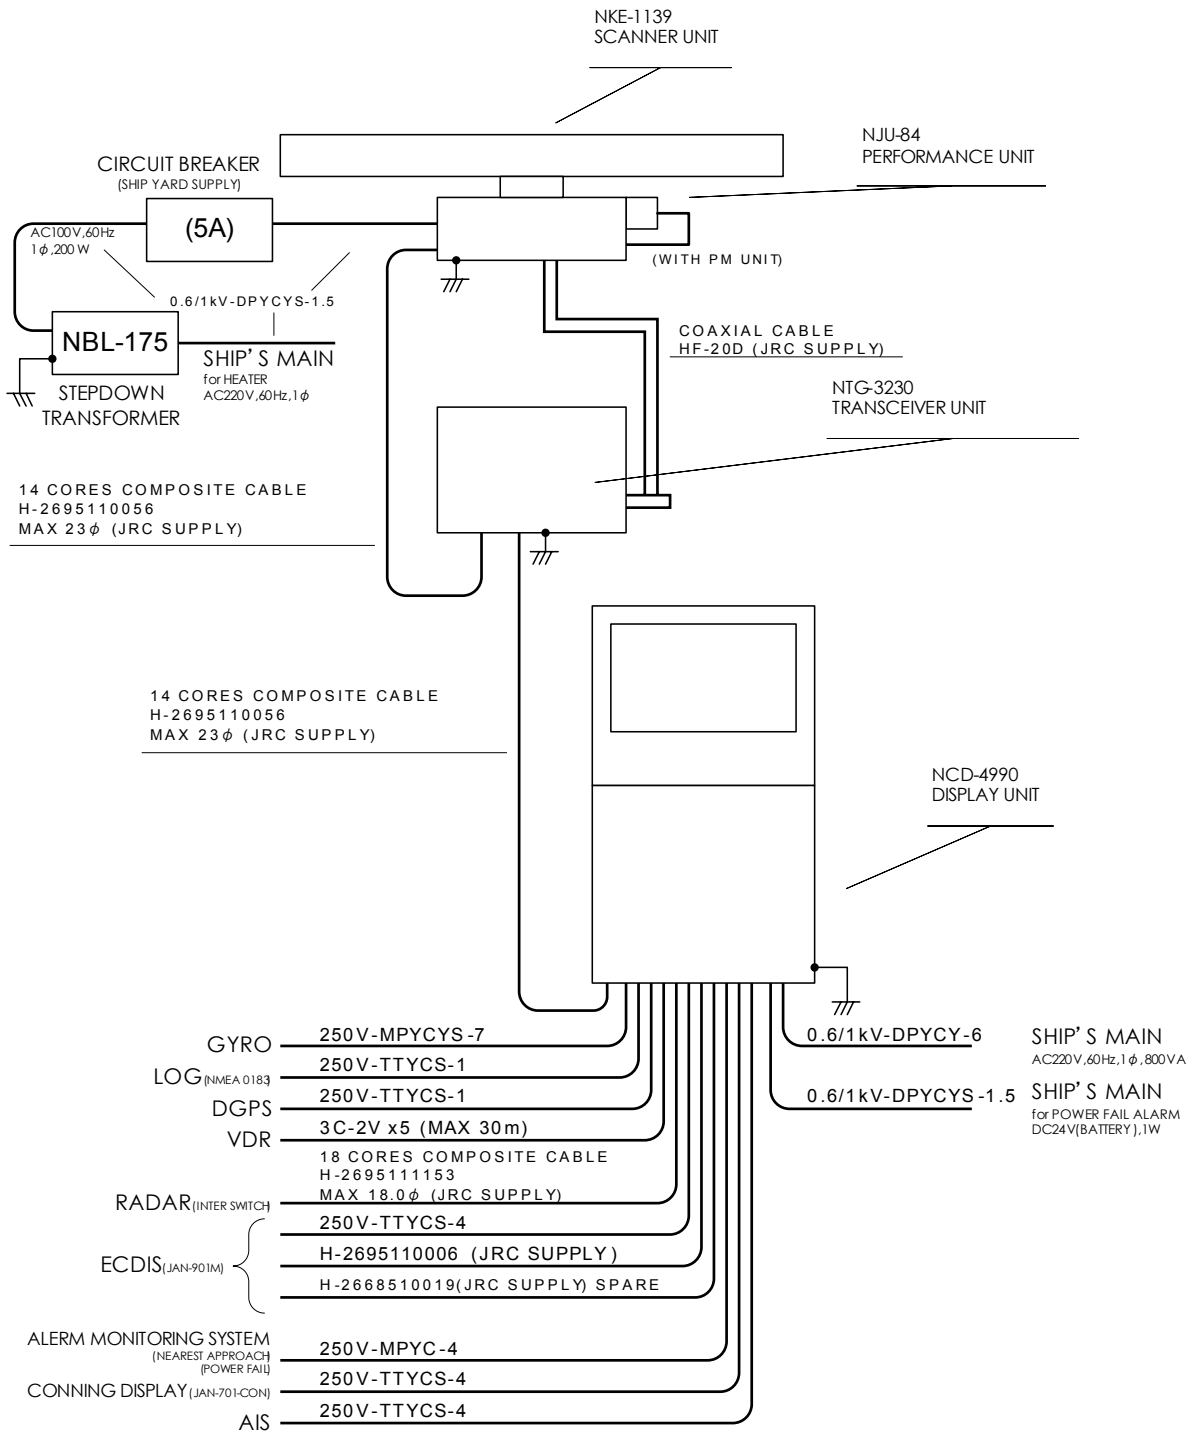 NKE-1139
SCANNER UNIT
NJU-84
PERFORMANCE UNIT
CIRCUIT BREAKER
(SHIP YARD SUPPLY)
(5A)
AC100V,60Hz
1φ,200 W
(WITH PM UNIT)
0.6/1kV-DPYCYS-1.5
NBL-175
SHIP'S MAIN
for HEATER
AC220V,60Hz,1φ
STEPDOWN
TRANSFORMER
COAXIAL CABLE
HF-20D (JRC SUPPLY)
NTG-3230
TRANSCEIVER UNIT
14 CORES COMPOSITE CABLE
H-2695110056
MAX 23φ (JRC SUPPLY)
14 CORES COMPOSITE CABLE
H-2695110056
MAX 23φ (JRC SUPPLY)
NCD-4990
DISPLAY UNIT
GYRO 250V-MPYCYS-7
LOG(NMEA 0183) 250V-TTYCS-1
DGPS 250V-TTYCS-1
VDR 3C-2V x5 (MAX 30m)
18 CORES COMPOSITE CABLE
H-2695111153
RADAR(INTER SWITCH) MAX 18.0φ (JRC SUPPLY)
250V-TTYCS-4
ECDIS(JAN-901M) H-2695110006 (JRC SUPPLY)
H-2668510019(JRC SUPPLY) SPARE
ALERM MONITORING SYSTEM
(NEAREST APPROACH)
(POWER FAIL)
250V-MPYC-4
CONNING DISPLAY(JAN-701-CON) 250V-TTYCS-4
AIS 250V-TTYCS-4
0.6/1kV-DPYCY-6 SHIP'S MAIN
AC220V,60Hz,1φ,800VA
0.6/1kV-DPYCYS-1.5 SHIP'S MAIN
for POWER FAIL ALARM
DC24V(BATTERY),1W